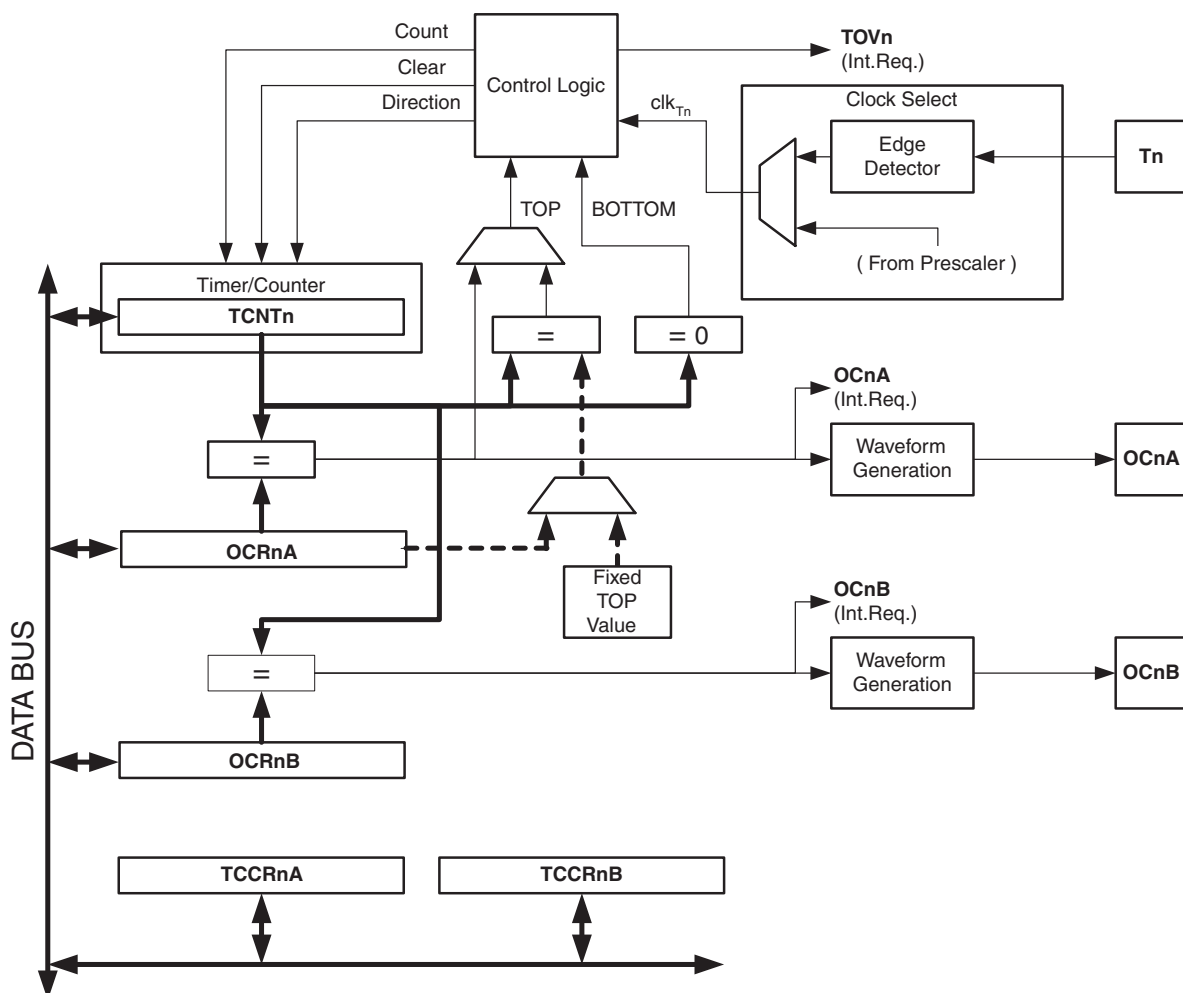 Count
Clear
Direction
Control Logic
TOVn
(Int.Req.)
clkTn
Clock Select
Edge
Detector
Tn
( From Prescaler )
TOP
BOTTOM
Timer/Counter
TCNTn
=
= 0
=
OCnA
(Int.Req.)
Waveform
Generation
OCnA
OCRnA
Fixed
TOP
Value
=
OCnB
(Int.Req.)
Waveform
Generation
OCnB
OCRnB
TCCRnA
TCCRnB
DATA BUS